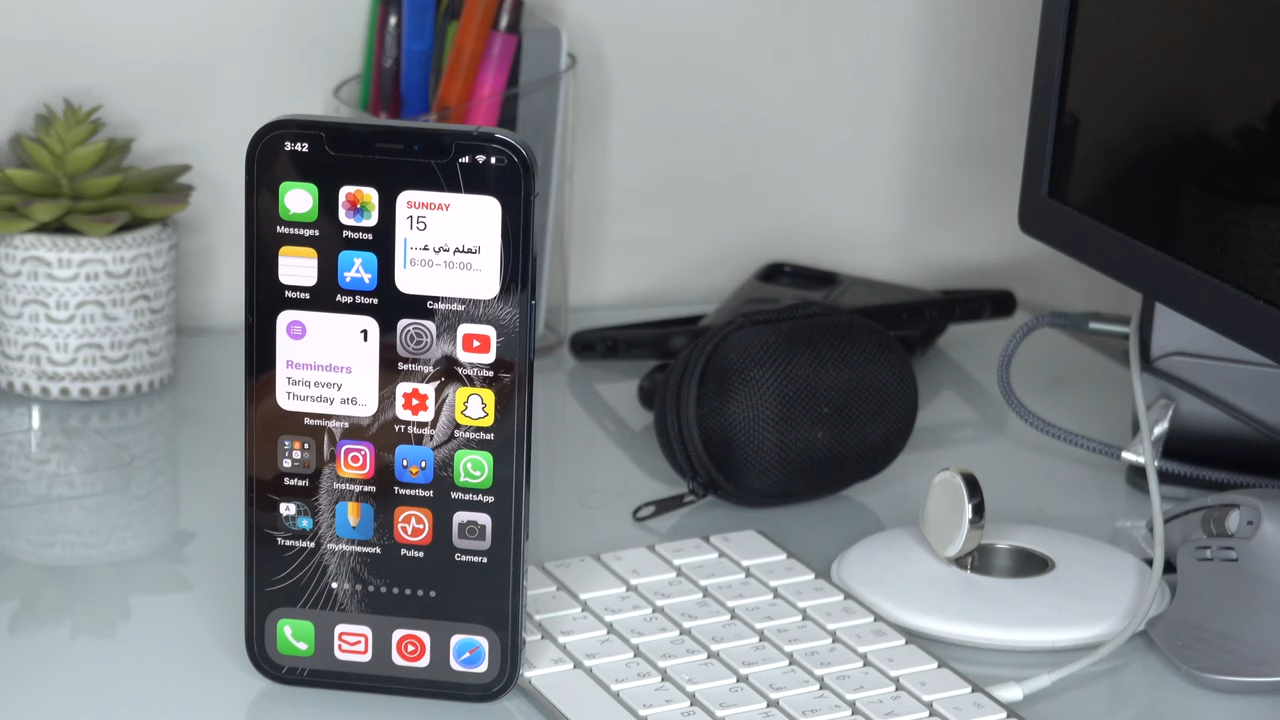 3:42
Messages
Photos
SUNDAY
15
اتعلم شي ع...
6:00–10:00...
Calendar
Notes
App Store
1
Reminders
Tariq every
Thursday at6...
Reminders
Settings
YouTube
YT Studio
Snapchat
Safari
Instagram
Tweetbot
WhatsApp
Translate
myHomework
Pulse
Camera